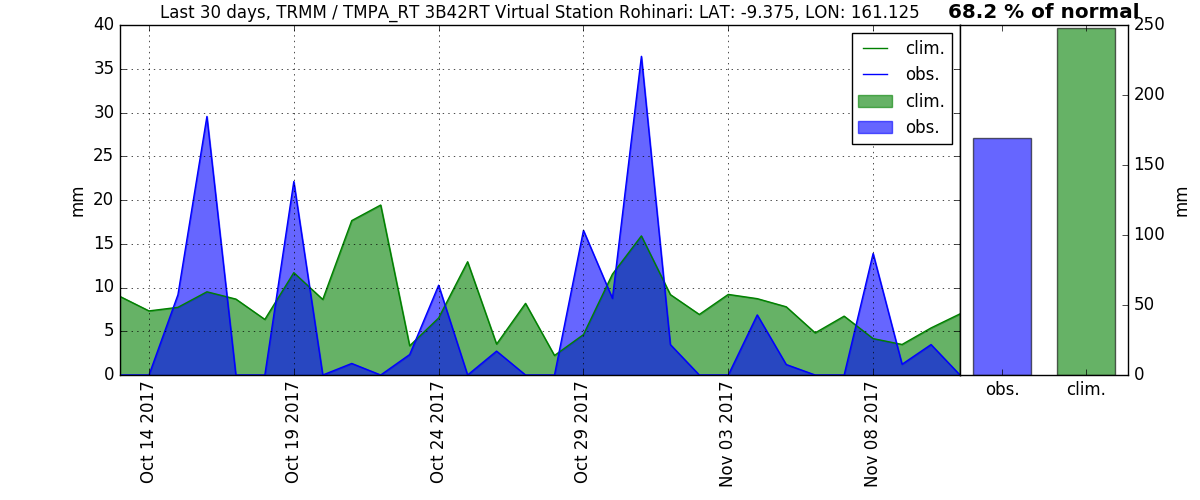 Last 30 days, TRMM / TMPA_RT 3B42RT Virtual Station Rohinari: LAT: -9.375, LON: 161.125
68.2 % of normal
40
35
30
25
20
15
10
5
0
mm
clim.
obs.
clim.
obs.
250
200
150
100
50
0
mm
Oct 14 2017
Oct 19 2017
Oct 24 2017
Oct 29 2017
Nov 03 2017
Nov 08 2017
obs.
clim.